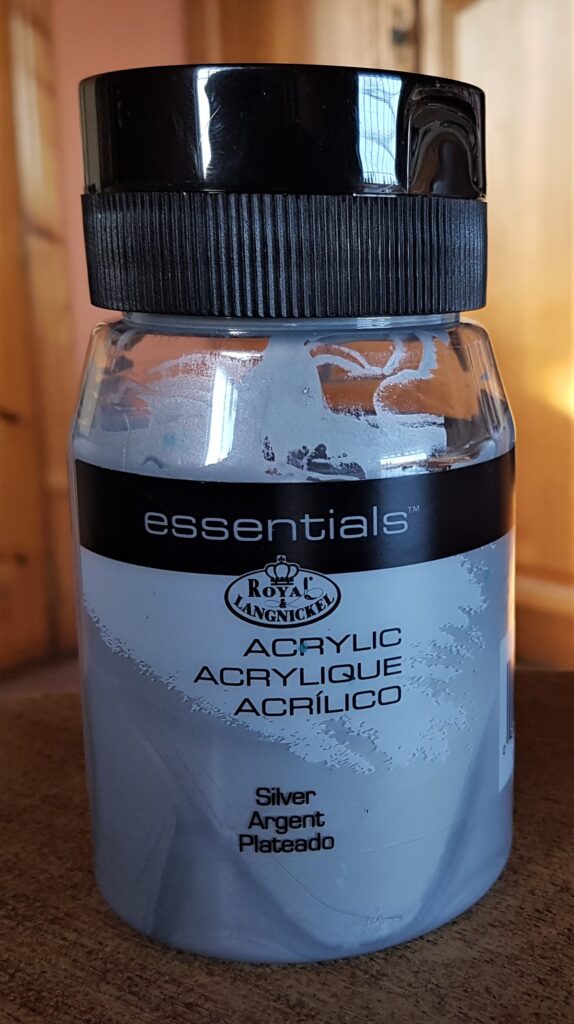 essentials™
ROYAL
&
LANGNICKEL
ACRYLIC
ACRYLIQUE
ACRÍLICO
Silver
Argent
Plateado